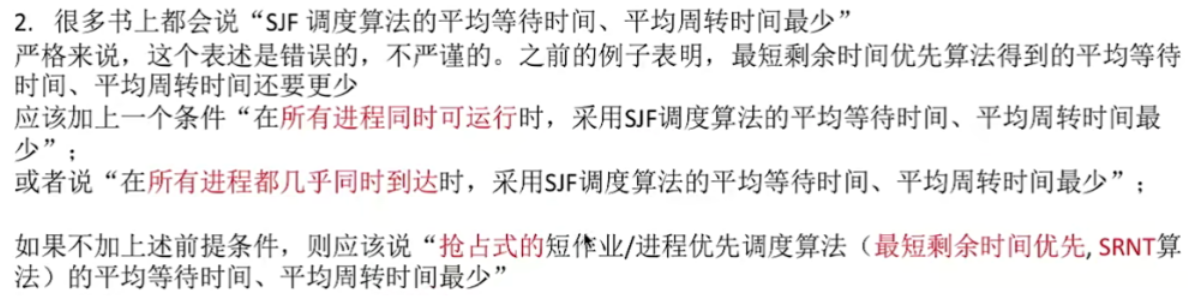 2. 很多书上都会说“SJF 调度算法的平均等待时间、平均周转时间最少”
严格来说，这个表述是错误的，不严谨的。之前的例子表明，最短剩余时间优先算法得到的平均等待
时间、平均周转时间还要更少
应该加上一个条件“在所有进程同时可运行时，采用SJF调度算法的平均等待时间、平均周转时间最
少”；
或者说“在所有进程都几乎同时到达时，采用SJF调度算法的平均等待时间、平均周转时间最少”；
如果不加上述前提条件，则应该说“抢占式的短作业/进程优先调度算法（最短剩余时间优先, SRNT算
法）的平均等待时间、平均周转时间最少”